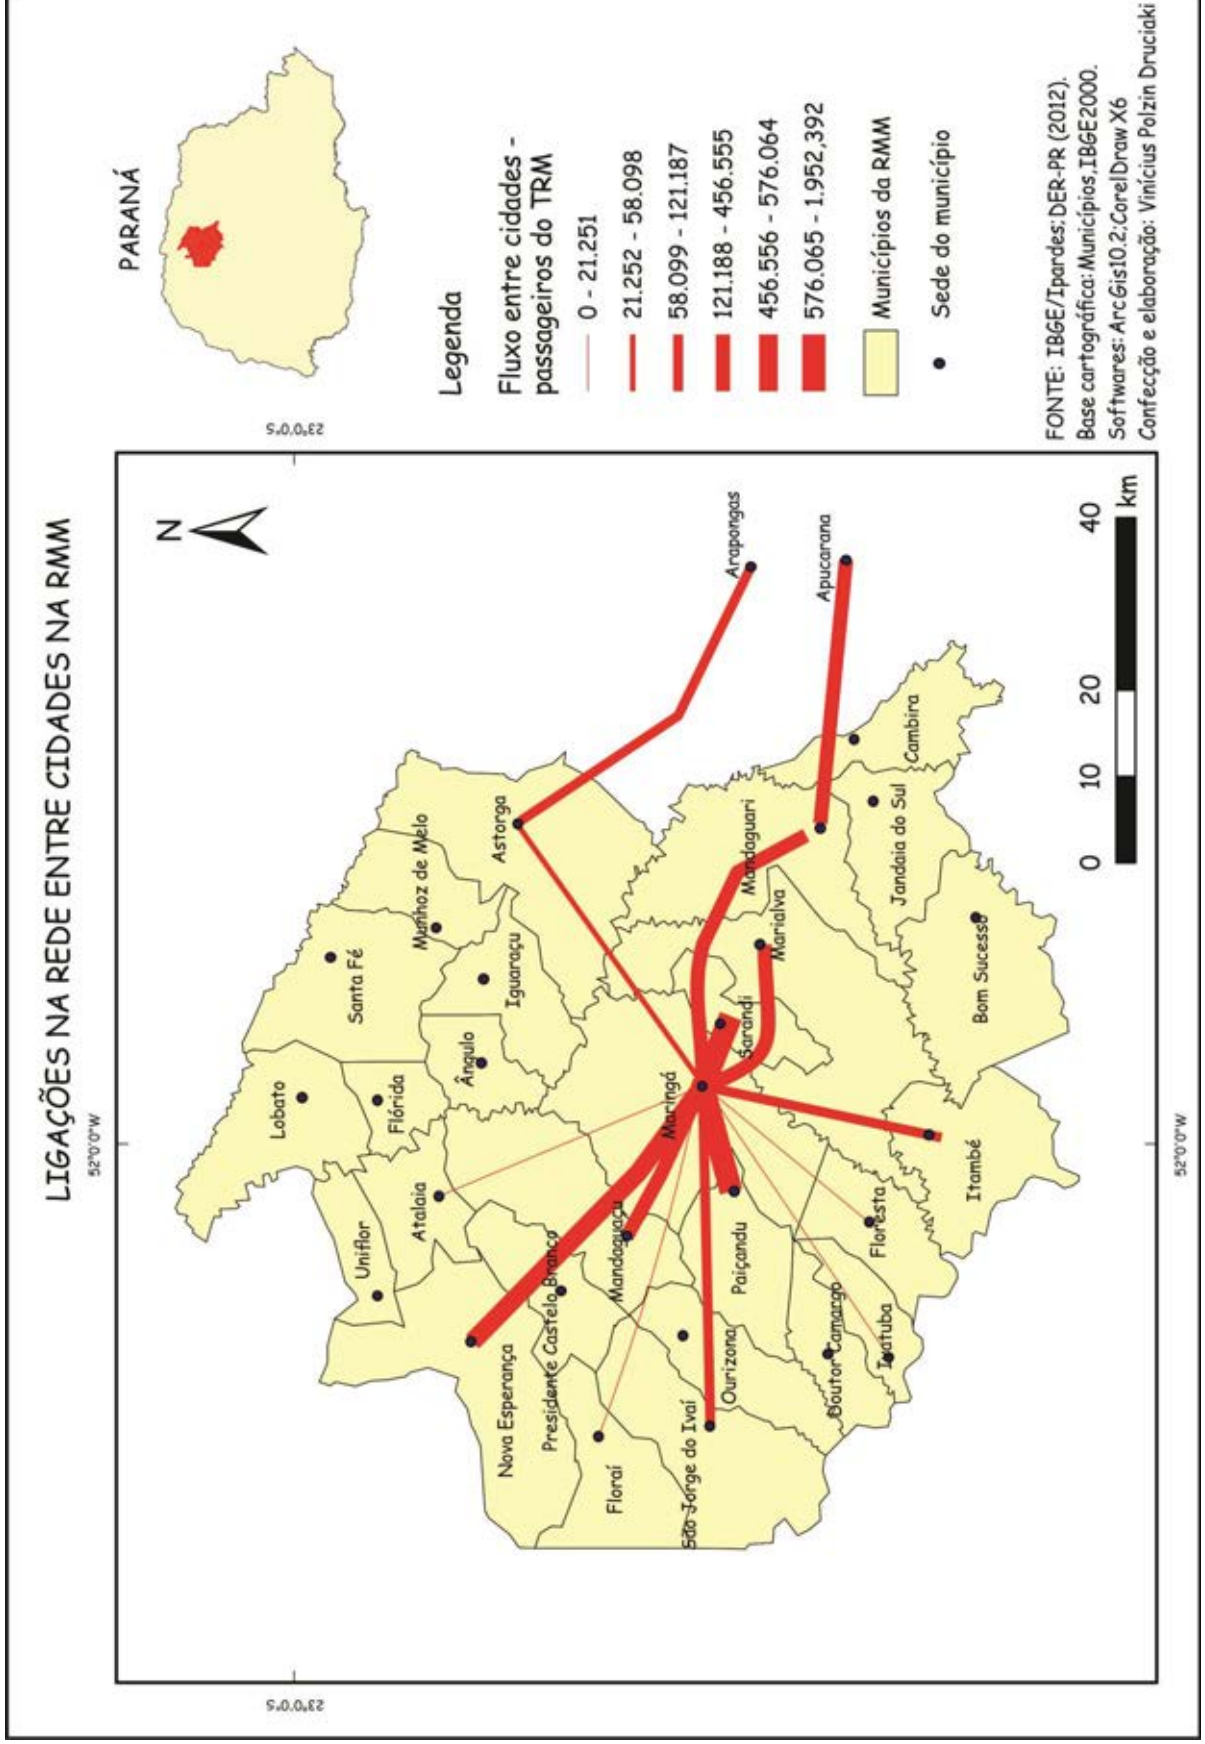 LIGAÇÕES NA REDE ENTRE CIDADES NA RMM
52°0'0"W
23°0'0"S
23°0'0"S
N
Lobato
Santa Fé
Munhoz de Melo
Flórida
Uniflor
Ângulo
Atalaia
Iguaraçu
Astorga
Nova Esperança
Presidente Castelo Branco
Mandaguaçu
Floraí
Maringá
São Jorge do Ivaí
Ourizona
Paiçandu
Sarandi
Marialva
Mandaguari
Arapongas
Apucarana
Doutor Camargo
Floresta
Ivatuba
Jandaia do Sul
Cambira
Itambé
Bom Sucesso
0 10 20 40
km
52°0'0"W
PARANÁ
Legenda
Fluxo entre cidades -
passageiros do TRM
0 - 21.251
21.252 - 58.098
58.099 - 121.187
121.188 - 456.555
456.556 - 576.064
576.065 - 1.952,392
Municípios da RMM
Sede do município
FONTE: IBGE/Ipardes;DER-PR (2012).
Base cartográfica: Municípios,IBGE2000.
Softwares: ArcGis10.2;CorelDraw X6
Confecção e elaboração: Vinícius Polzin Druciaki